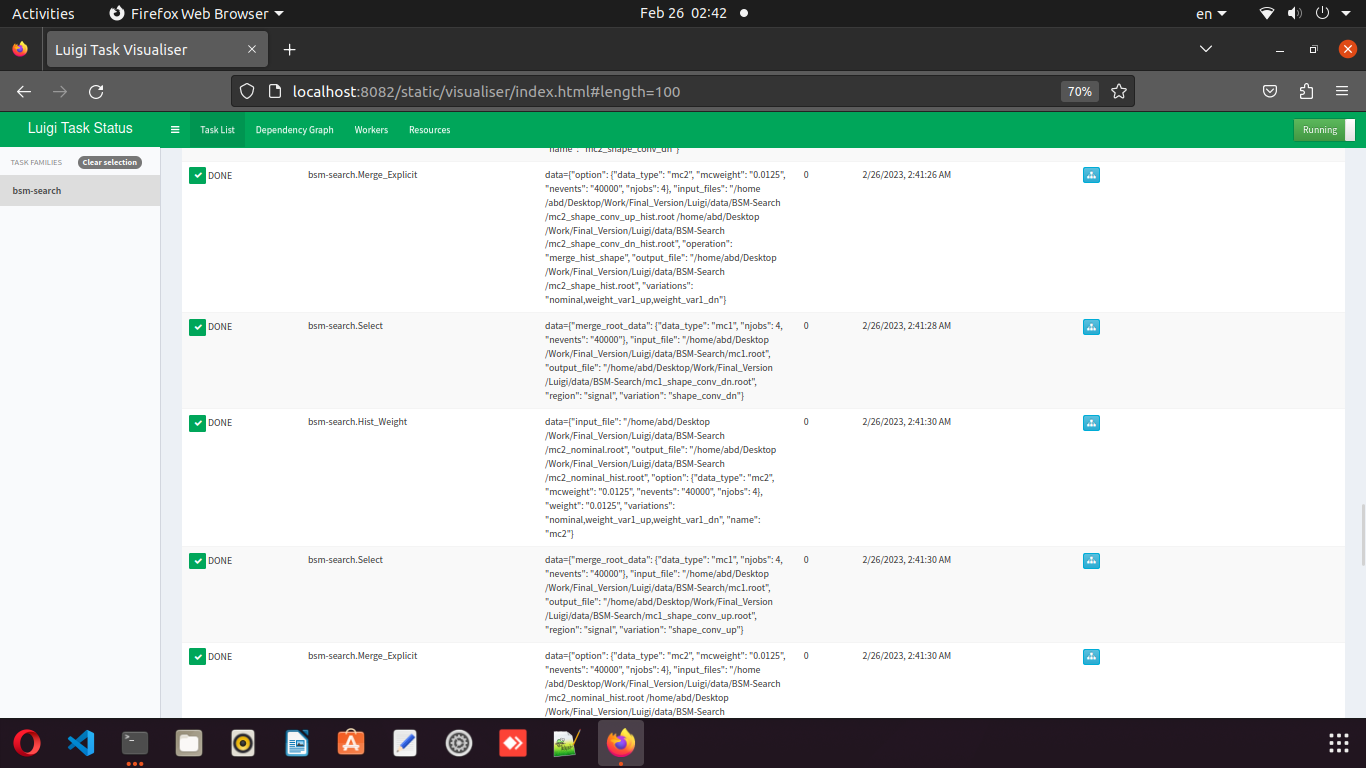 Activities
Firefox Web Browser
Feb 26 02:42
en
Luigi Task Visualiser
localhost:8082/static/visualiser/index.html#length=100
70%
Luigi Task Status
Task List
Dependency Graph
Workers
Resources
Running
TASK FAMILIES
Clear selection
bsm-search
"name": "mc2_shape_conv_dn"}
DONE
bsm-search.Merge_Explicit
data={"option": {"data_type": "mc2", "mcweight": "0.0125",
"nevents": "40000", "njobs": 4}, "input_files": "/home
/abd/Desktop/Work/Final_Version/Luigi/data/BSM-Search
/mc2_shape_conv_up_hist.root /home/abd/Desktop
/Work/Final_Version/Luigi/data/BSM-Search
/mc2_shape_conv_dn_hist.root", "operation":
"merge_hist_shape", "output_file": "/home/abd/Desktop
/Work/Final_Version/Luigi/data/BSM-Search
/mc2_shape_hist.root", "variations":
"nominal,weight_var1_up,weight_var1_dn"}
0
2/26/2023, 2:41:26 AM
DONE
bsm-search.Select
data={"merge_root_data": {"data_type": "mc1", "njobs": 4,
"nevents": "40000"}, "input_file": "/home/abd/Desktop
/Work/Final_Version/Luigi/data/BSM-Search/mc1.root",
"output_file": "/home/abd/Desktop/Work/Final_Version
/Luigi/data/BSM-Search/mc1_shape_conv_dn.root",
"region": "signal", "variation": "shape_conv_dn"}
0
2/26/2023, 2:41:28 AM
DONE
bsm-search.Hist_Weight
data={"input_file": "/home/abd/Desktop
/Work/Final_Version/Luigi/data/BSM-Search
/mc2_nominal.root", "output_file": "/home/abd/Desktop
/Work/Final_Version/Luigi/data/BSM-Search
/mc2_nominal_hist.root", "option": {"data_type": "mc2",
"mcweight": "0.0125", "nevents": "40000", "njobs": 4},
"weight": "0.0125", "variations":
"nominal,weight_var1_up,weight_var1_dn", "name":
"mc2"}
0
2/26/2023, 2:41:30 AM
DONE
bsm-search.Select
data={"merge_root_data": {"data_type": "mc1", "njobs": 4,
"nevents": "40000"}, "input_file": "/home/abd/Desktop
/Work/Final_Version/Luigi/data/BSM-Search/mc1.root",
"output_file": "/home/abd/Desktop/Work/Final_Version
/Luigi/data/BSM-Search/mc1_shape_conv_up.root",
"region": "signal", "variation": "shape_conv_up"}
0
2/26/2023, 2:41:30 AM
DONE
bsm-search.Merge_Explicit
data={"option": {"data_type": "mc2", "mcweight": "0.0125",
"nevents": "40000", "njobs": 4}, "input_files": "/home
/abd/Desktop/Work/Final_Version/Luigi/data/BSM-Search
/mc2_nominal_hist.root /home/abd/Desktop
/Work/Final_Version/Luigi/data/BSM-Search
0
2/26/2023, 2:41:30 AM